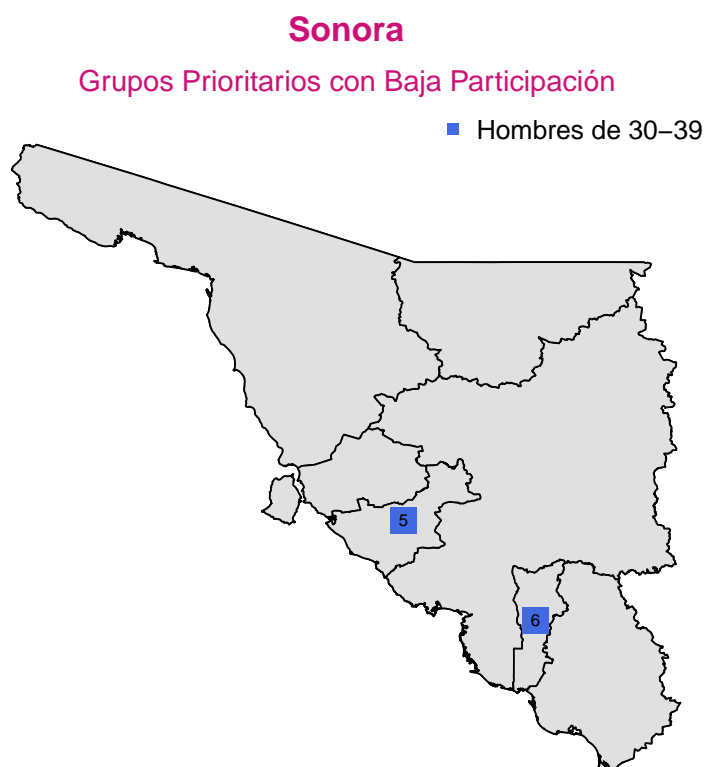 Sonora
Grupos Prioritarios con Baja Participación
Hombres de 30−39
5
6